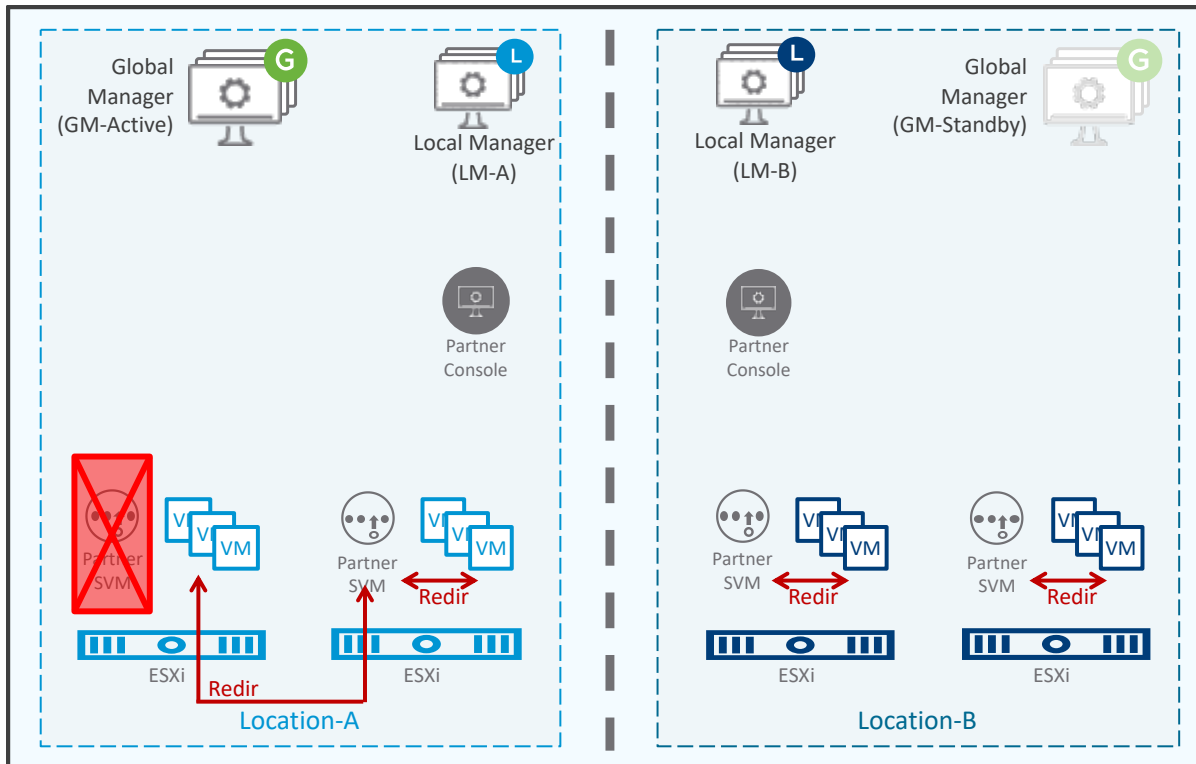 Global
Manager
(GM-Active)
G
L
Local Manager
(LM-A)
L
Local Manager
(LM-B)
Global
Manager
(GM-Standby)
G
Partner
Console
Partner
Console
Partner
SVM
VM
VM
VM
Partner
SVM
VM
Redir
Partner
SVM
VM
Redir
Partner
SVM
VM
Redir
ESXi
Redir
ESXi
ESXi
ESXi
Location-A
Location-B